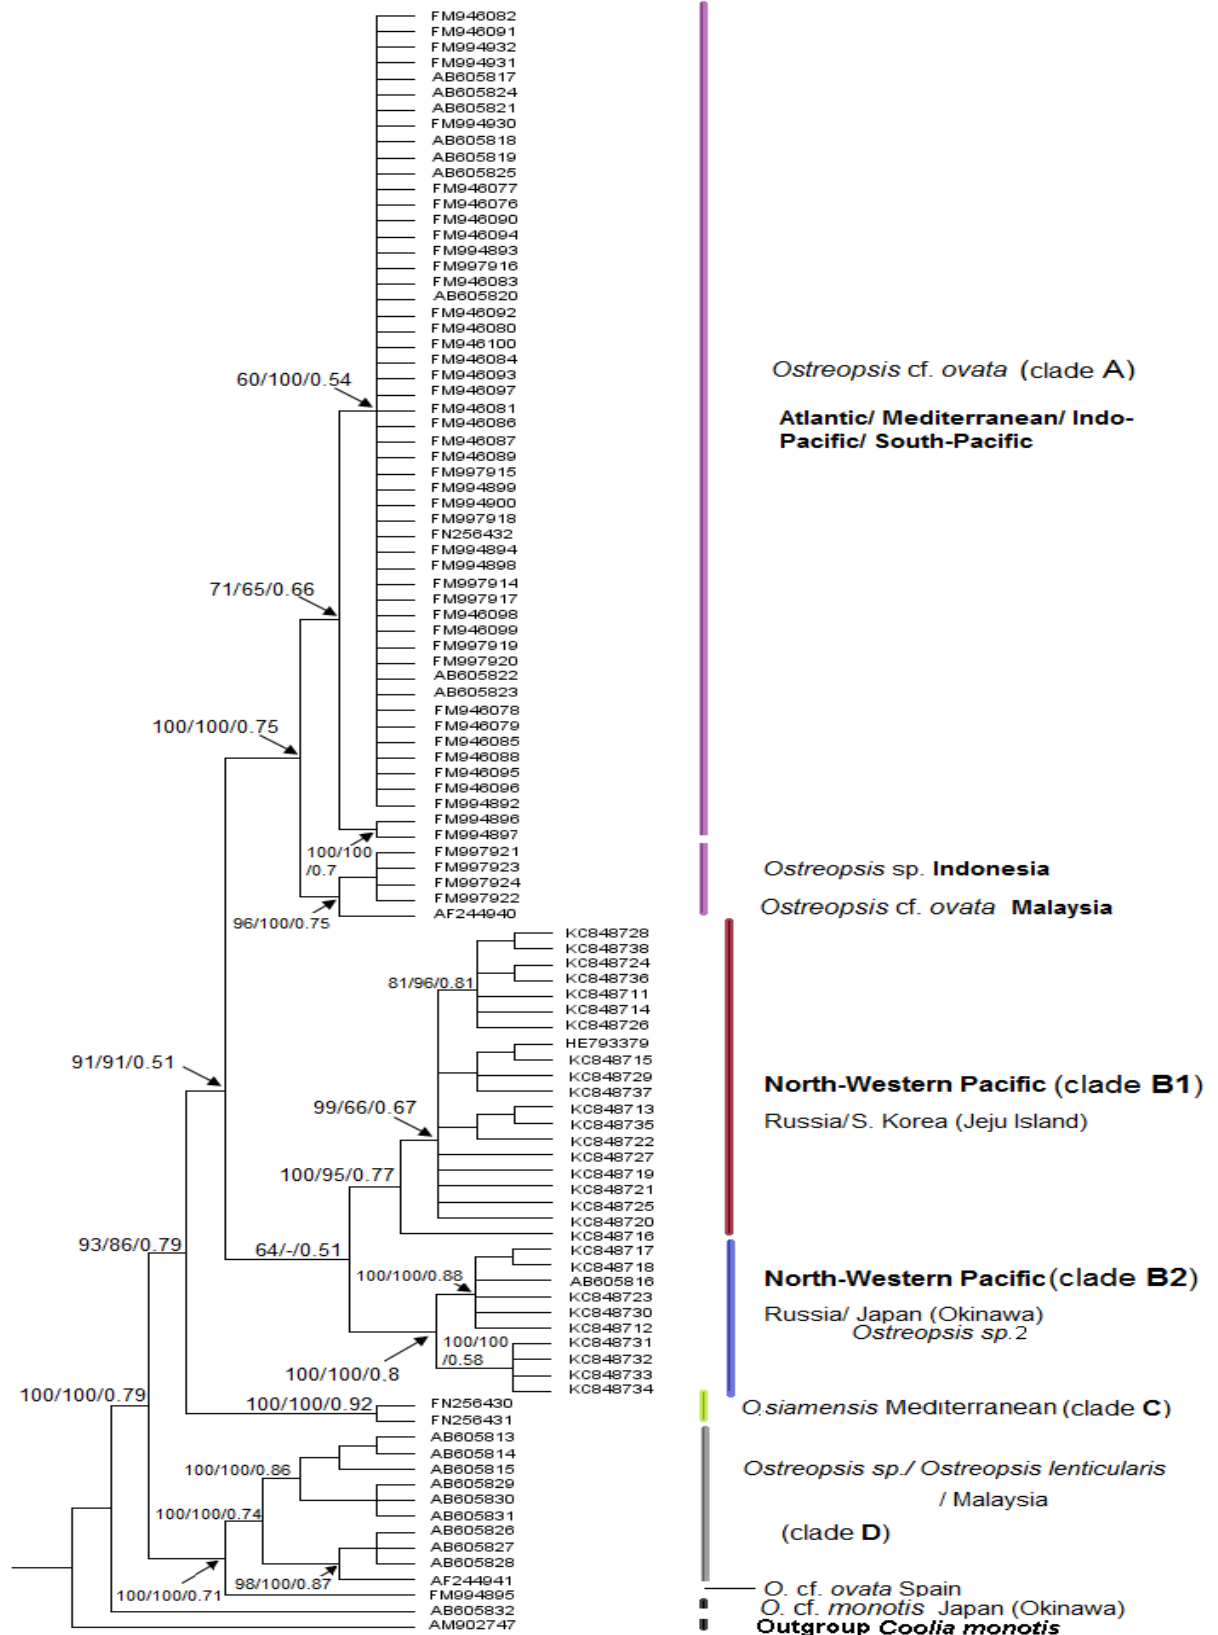 FM946082
FM946091
FM994932
FM994931
AB605817
AB605824
AB605821
FM994930
AB605818
AB605819
AB605825
FM946077
FM946076
FM946090
FM946094
FM994893
FM997916
FM946083
AB605820
FM946092
FM946080
FM946100
FM946084
FM946093
FM946097
FM946081
FM946086
FM946087
FM946089
FM997915
FM994899
FM994900
FM997918
FN256432
FM994894
FM994898
FM997914
FM997917
FM946098
FM946099
FM997919
FM997920
AB605822
AB605823
FM946078
FM946079
FM946085
FM946088
FM946095
FM946096
FM994892
FM994896
FM994897
FM997921
FM997923
FM997924
FM997922
AF244940
KC848728
KC848738
KC848724
KC848736
KC848711
KC848714
KC848726
HE793379
KC848715
KC848729
KC848737
KC848713
KC848735
KC848722
KC848727
KC848719
KC848721
KC848725
KC848720
KC848716
KC848717
KC848718
AB605816
KC848723
KC848730
KC848712
KC848731
KC848732
KC848733
KC848734
FN256430
FN256431
AB605813
AB605814
AB605815
AB605829
AB605830
AB605831
AB605826
AB605827
AB605828
AF244941
FM994895
AB605832
AM902747
60/100/0.54
71/65/0.66
100/100/0.75
100/100
/0.7
96/100/0.75
81/96/0.81
91/91/0.51
99/66/0.67
100/95/0.77
93/86/0.79
64/-/0.51
100/100/0.88
100/100
/0.58
100/100/0.8
100/100/0.79
100/100/0.92
100/100/0.86
100/100/0.74
98/100/0.87
100/100/0.71
Ostreopsis cf. ovata (clade A)
Atlantic/ Mediterranean/ Indo-
Pacific/ South-Pacific
Ostreopsis sp. Indonesia
Ostreopsis cf. ovata Malaysia
North-Western Pacific (clade B1)
Russia/S. Korea (Jeju Island)
North-Western Pacific (clade B2)
Russia/ Japan (Okinawa)
Ostreopsis sp.2
O.siamensis Mediterranean (clade C)
Ostreopsis sp./ Ostreopsis lenticularis
/ Malaysia
(clade D)
O. cf. ovata Spain
O. cf. monotis Japan (Okinawa)
Outgroup Coolia monotis